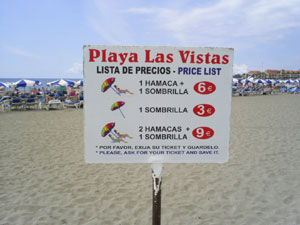 Playa Las Vistas
LISTA DE PRECIOS - PRICE LIST
1 HAMACA +
1 SOMBRILLA
6€
1 SOMBRILLA
3€
2 HAMACAS +
1 SOMBRILLA
9€
* POR FAVOR, EXIJA SU TICKET Y GUARDELO.
* PLEASE, ASK FOR YOUR TICKET AND SAVE IT.